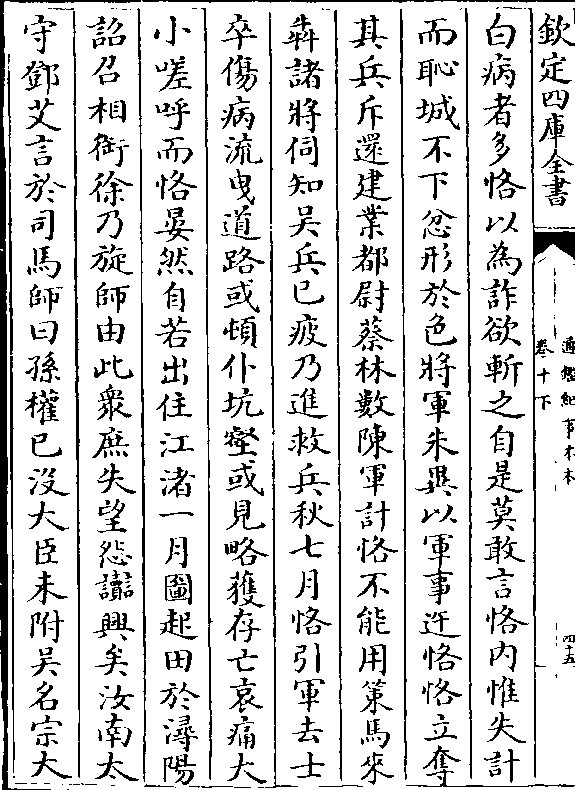 欽定四庫全書
通鑑紀事本末
卷十下
四十五
白病者多恪以為詐欲斬之自是莫敢言恪内惟失計
而恥城不下忿形於色將軍朱異以軍事迕恪恪立奪
其兵斥還建業都尉蔡林數陳軍計恪不能用策馬來
犇諸將伺知吳兵已疲乃進救兵秋七月恪引軍去士
卒傷病流曵道路或頓仆坑壑或見略獲存亡哀痛大
小嗟呼而恪晏然自若出住江渚一月圖起田於潯陽
詔召相銜徐乃旋師由此衆庶失望怨讟興矣汝南太
守鄧艾言於司馬師曰孫權已沒大臣未附吳名宗大